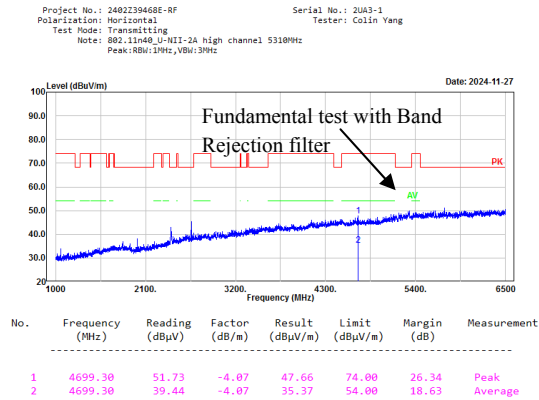 Project No.: 2402Z39468E-RF Serial No.: 2UA3-1
Polarization: Horizontal Tester: Colin Yang
Test Mode: Transmitting
Note: 802.11n40_U-NII-2A high channel 5310MHz
Peak:RBW:1MHz,VBW:3MHz
Level (dBuV/m) Date: 2024-11-27
100
90.0
Fundamental test with Band
80.0
Rejection filter
70.0
PK
60.0
AV
50.0
1
40.0
2
30.0
20
1000 2100. 3200. 4300. 5400. 6500
Frequency (MHz)
No. Frequency Reading Factor Result Limit Margin Measurement
(MHz) (dBμV) (dB/m) (dBμV/m) (dBμV/m) (dB)
1 4699.30 51.73 -4.07 47.66 74.00 26.34 Peak
2 4699.30 39.44 -4.07 35.37 54.00 18.63 Average